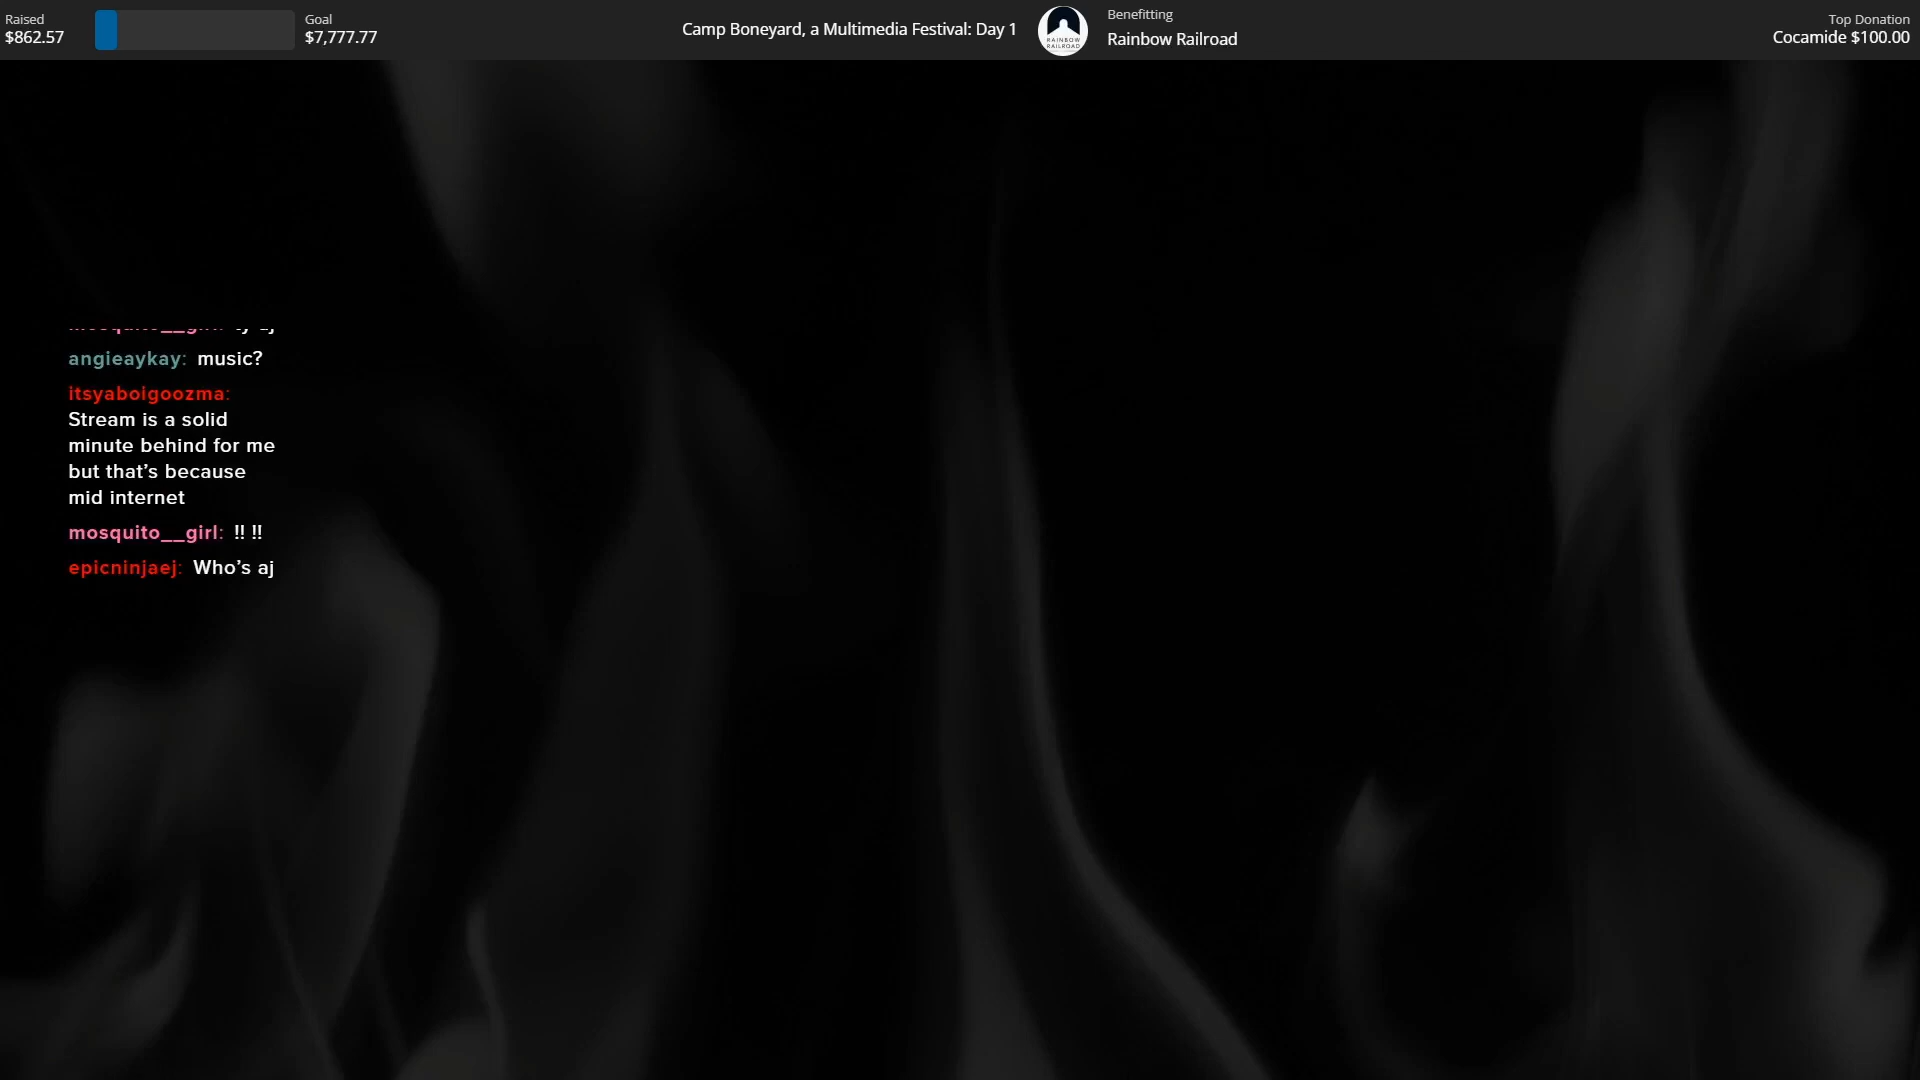 Raised
$862.57
Goal
$7,777.77
Camp Boneyard, a Multimedia Festival: Day 1
RAINBOW
RAILROAD
Benefitting
Rainbow Railroad
Top Donation
Cocamide $100.00
angieaykay: music?
itsyaboigoozma:
Stream is a solid
minute behind for me
but that's because
mid internet
mosquito__girl: !! !!
epicninjaej: Who's aj